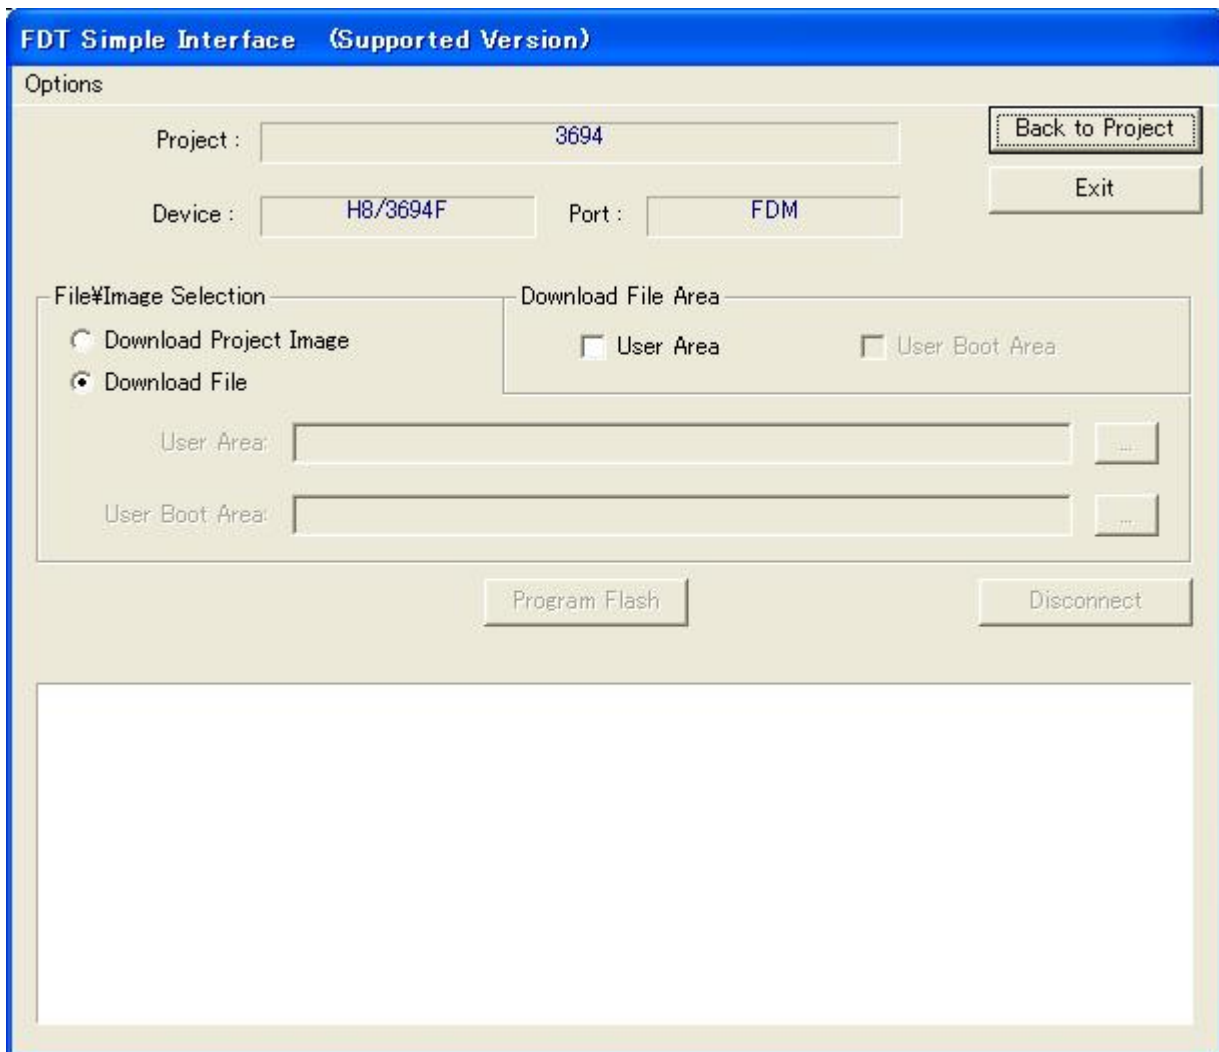 FDT Simple Interface (Supported Version)
Options
Project : 3694
Back to Project
Device : H8/3694F Port : FDM
Exit
File¥Image Selection
Download File Area
Download Project Image
User Area User Boot Area
Download File
User Area: ...
User Boot Area: ...
Program Flash Disconnect